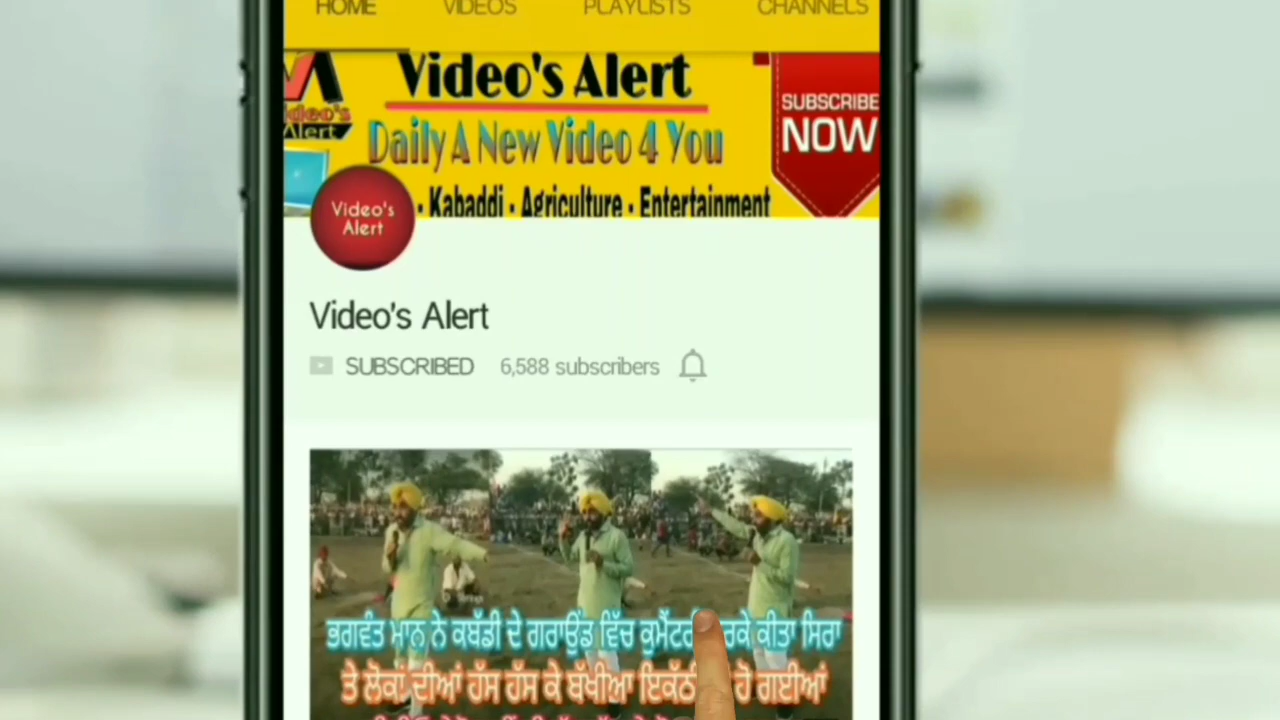 HOME VIDEOS PLAYLISTS CHANNELS
Video's Alert
Daily A New Video 4 You
· Kabaddi · Agriculture · Entertainment
SUBSCRIBE
NOW
Alert
Video's
Alert
Video's Alert
SUBSCRIBED 6,588 subscribers
ਭਗਵੰਤ ਮਾਨ ਨੇ ਕਬੱਡੀ ਦੇ ਗਰਾਊਂਡ ਵਿੱਚ ਕੀਤਾ ਸਿਰਾ
ਤੇ ਲੋਕਾਂ ਦੀਆਂ ਹੱਸ ਹੱਸ ਕੇ ਬੱਖੀਆ ਹੋ ਗਈਆਂ